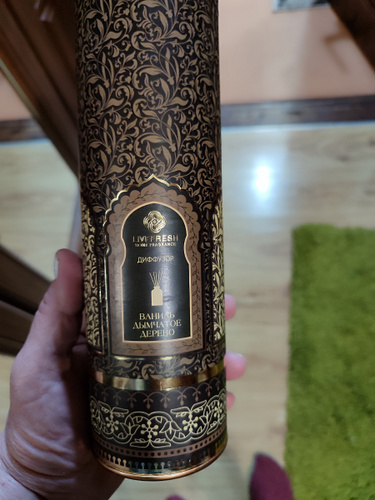 LIVEFRESH
HOME FRAGRANCE
ДИФФУЗОР
ВАНИЛЬ
ДЫМЧАТОЕ
ДЕРЕВО